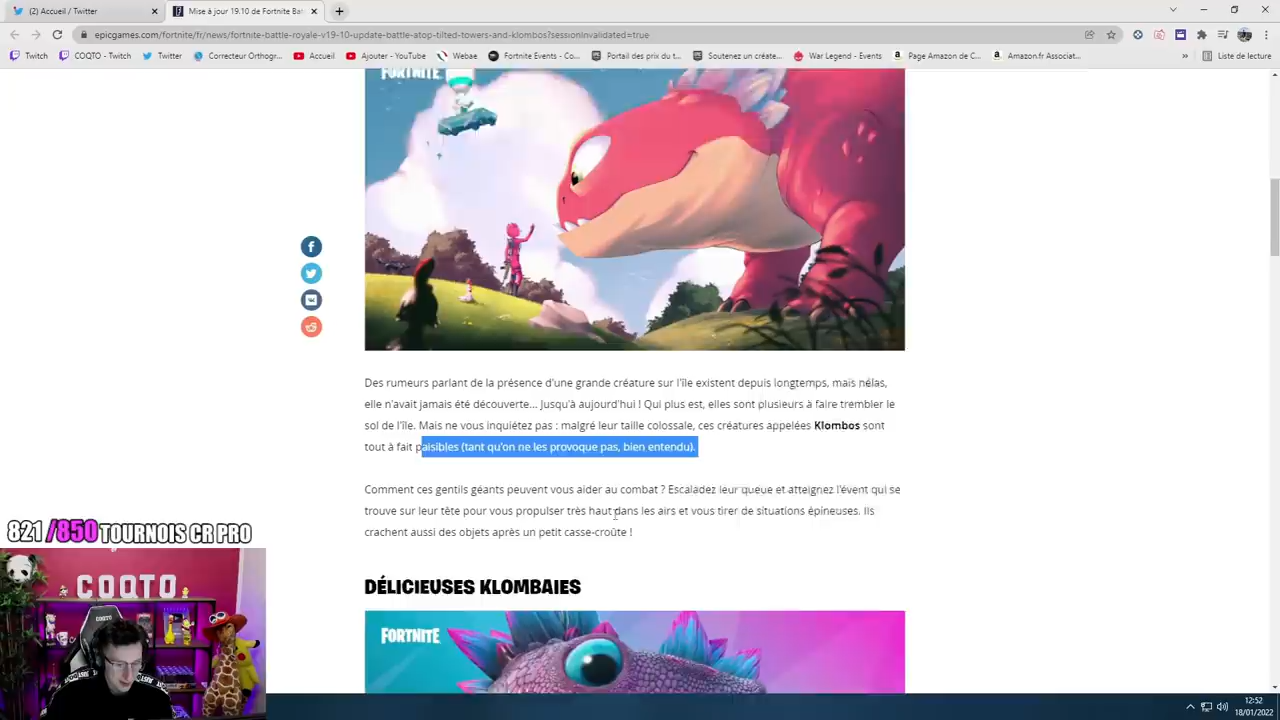 (2) Accueil / Twitter
Mise à jour 19.10 de Fortnite Bat
epicgames.com/fortnite/fr/news/fortnite-battle-royale-v19-10-update-battle-atop-tilted-towers-and-klombos?sessionInvalidated=true
Twitch
COQTO - Twitch
Twitter
Correcteur Orthogr...
Accueil
Ajouter - YouTube
Webae
Fortnite Events - Co...
Portail des prix du t...
Soutenez un créate...
War Legend - Events
Page Amazon de C...
Amazon.fr Associat...
»
Liste de lecture
FORTNITE
Des rumeurs parlant de la présence d'une grande créature sur l'île existent depuis longtemps, mais hélas,
elle n'avait jamais été découverte... Jusqu'à aujourd'hui ! Qui plus est, elles sont plusieurs à faire trembler le
sol de l'île. Mais ne vous inquiétez pas : malgré leur taille colossale, ces créatures appelées Klombos sont
tout à fait paisibles (tant qu'on ne les provoque pas, bien entendu).
Comment ces gentils géants peuvent vous aider au combat ? Escaladez leur queue et atteignez l'évent qui se
trouve sur leur tête pour vous propulser très haut dans les airs et vous tirer de situations épineuses. Ils
crachent aussi des objets après un petit casse-croûte !
821 /850 TOURNOIS CR PRO
DÉLICIEUSES KLOMBAIES
FORTNITE
COQTO
12:52
18/01/2022